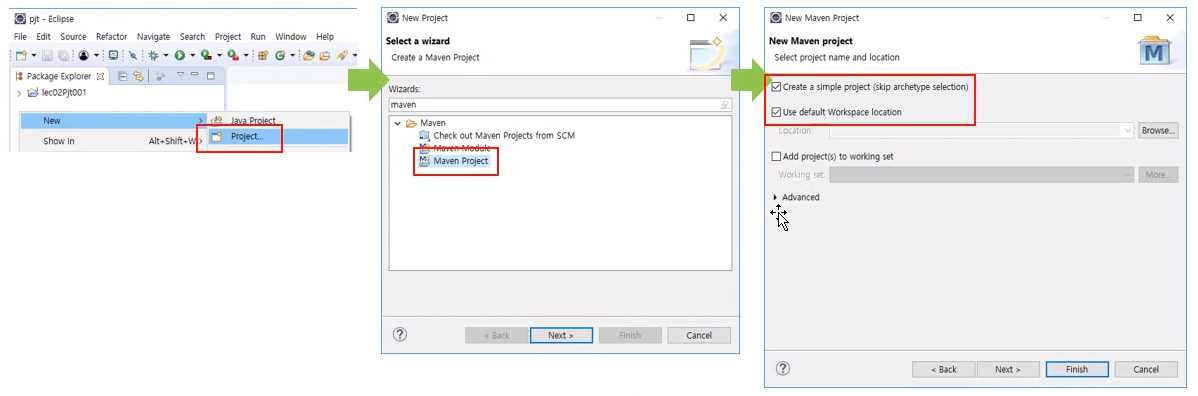 pjt - Eclipse
File Edit Source Refactor Navigate Search Project Run Window Help
Package Explorer
lec02Pjt001
New
Java Project
Project...
Show In Alt+Shift+W
New Project
Select a wizard
Create a Maven Project
Wizards:
maven
Maven
Check out Maven Projects from SCM
Maven Module
Maven Project
< Back Next > Finish Cancel
New Maven Project
New Maven project
Select project name and location
M
Create a simple project (skip archetype selection)
Use default Workspace location
Location: Browse...
Add project(s) to working set
Working set: More...
Advanced
< Back Next > Finish Cancel